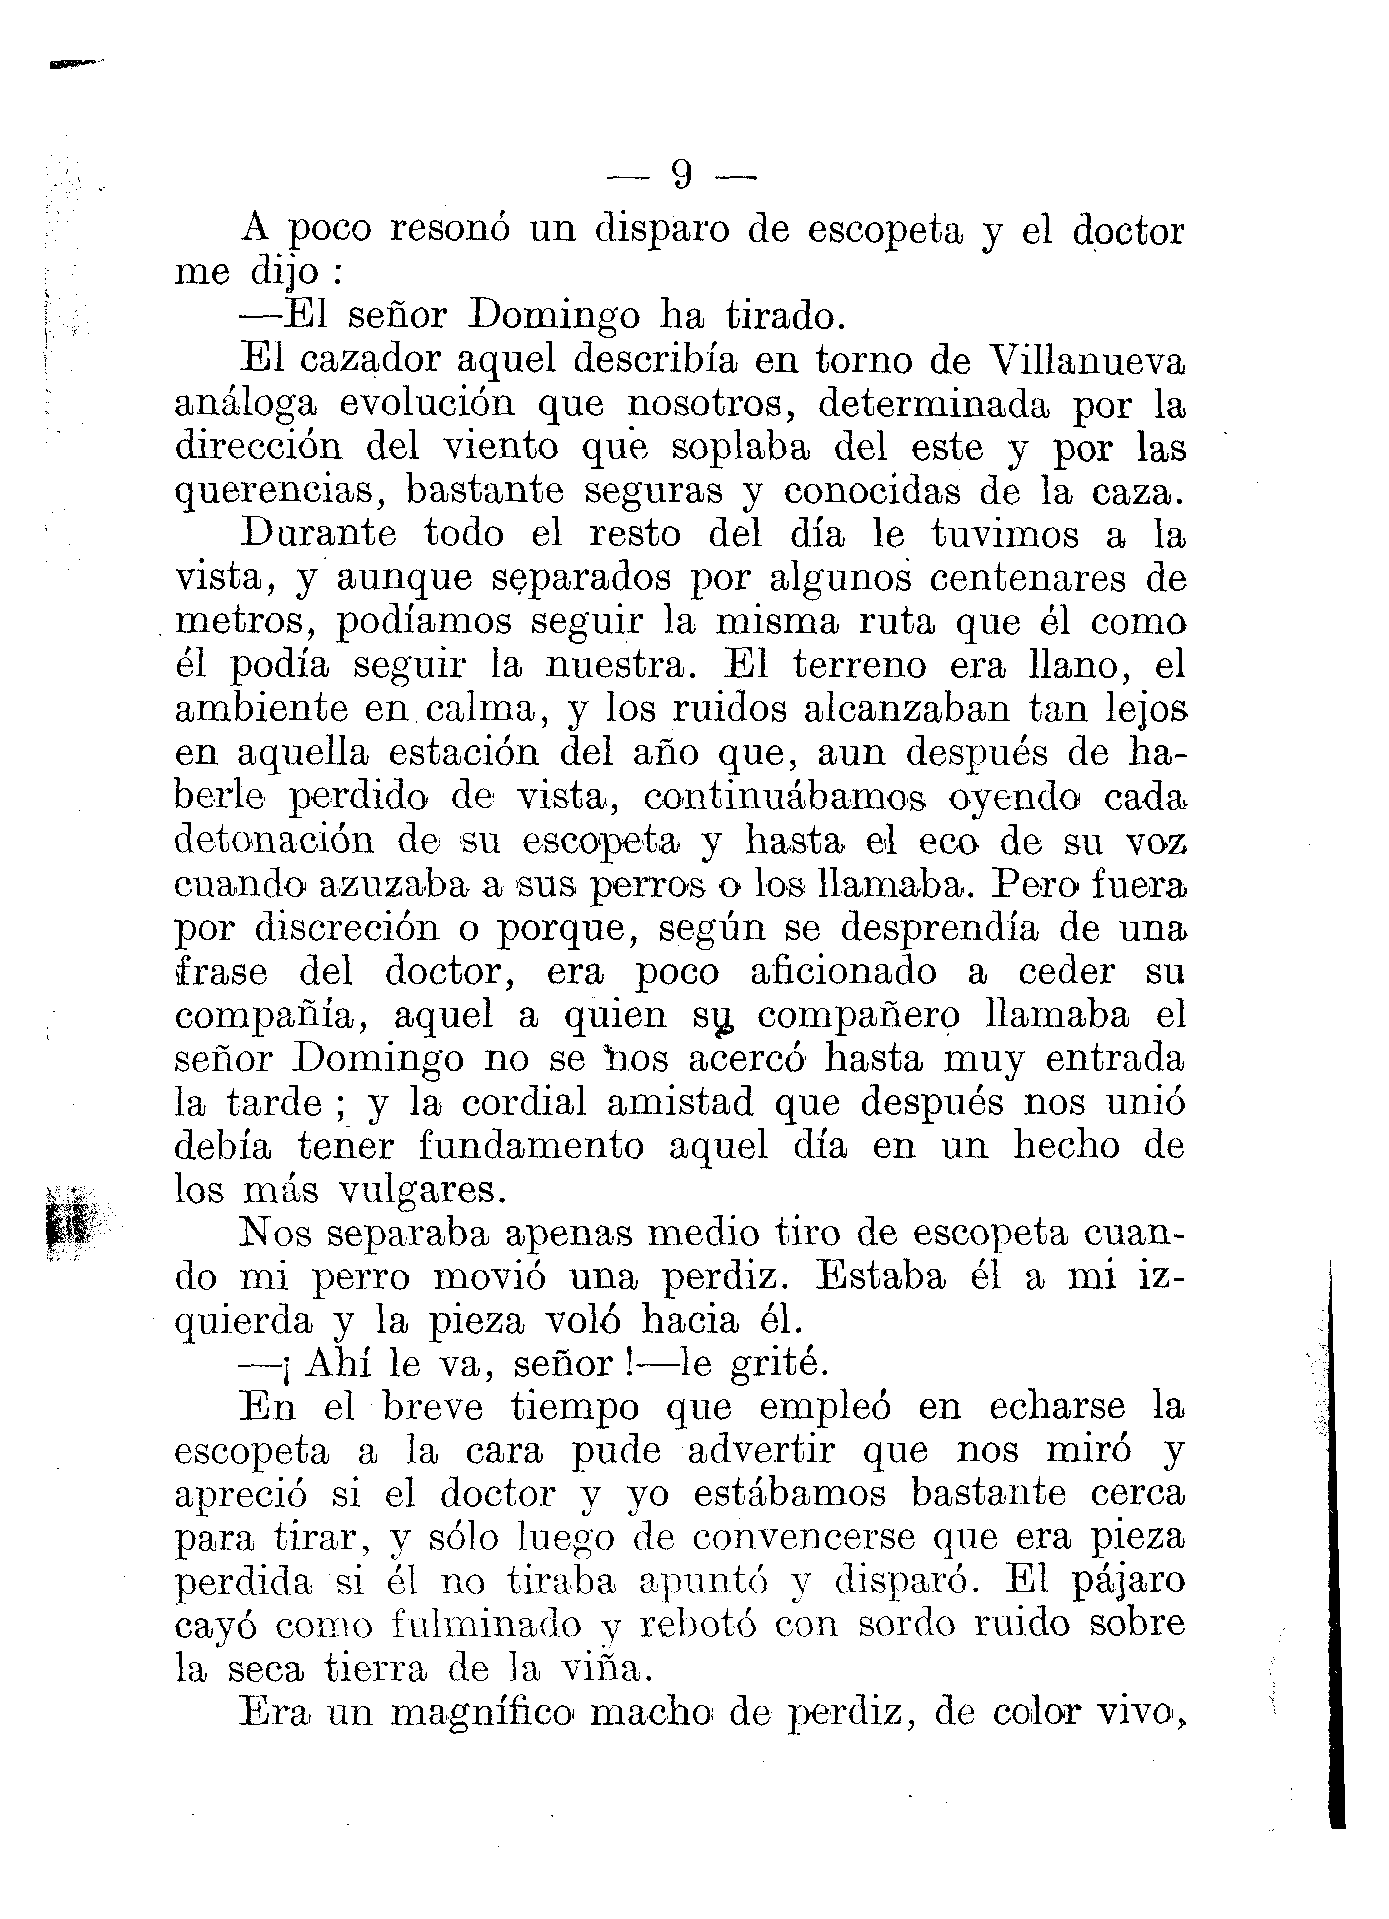 — 9 —
A poco resonó un disparo de escopeta y el doctor
me dijo :
—El señor Domingo ha tirado.
El cazador aquel describía en torno de Villanueva
análoga evolución que nosotros, determinada por la
dirección del viento que soplaba del este y por las
querencias, bastante seguras y conocidas de la caza.
Durante todo el resto del día le tuvimos a la
vista, y aunque separados por algunos centenares de
metros, podíamos seguir la misma ruta que él como
él podía seguir la nuestra. El terreno era llano, el
ambiente en calma, y los ruidos alcanzaban tan lejos
en aquella estación del año que, aun después de ha-
berle perdido de vista, continuábamos oyendo cada
detonación de su escopeta y hasta el eco de su voz
cuando azuzaba a sus perros o los llamaba. Pero fuera
por discreción o porque, según se desprendía de una
frase del doctor, era poco aficionado a ceder su
compañía, aquel a quien su compañero llamaba el
señor Domingo no se nos acercó hasta muy entrada
la tarde ; y la cordial amistad que después nos unió
debía tener fundamento aquel día en un hecho de
los más vulgares.
Nos separaba apenas medio tiro de escopeta cuan-
do mi perro movió una perdiz. Estaba él a mi iz-
quierda y la pieza voló hacia él.
—¡ Ahí le va, señor !—le grité.
En el breve tiempo que empleó en echarse la
escopeta a la cara pude advertir que nos miró y
apreció si el doctor y yo estábamos bastante cerca
para tirar, y sólo luego de convencerse que era pieza
perdida si él no tiraba apuntó y disparó. El pájaro
cayó como fulminado y rebotó con sordo ruido sobre
la seca tierra de la viña.
Era un magnífico macho de perdiz, de color vivo,